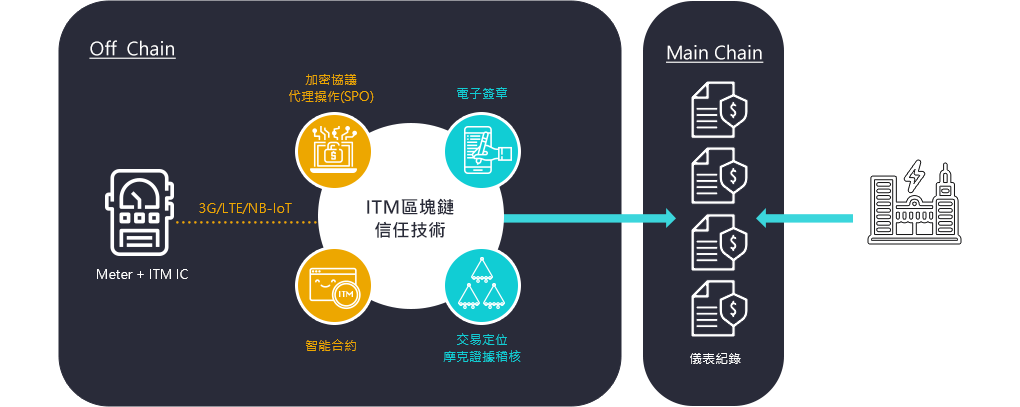 Off Chain
Main Chain
加密協議
代理操作(SPO)
電子簽章
3G/LTE/NB-IoT
ITM區塊鏈
信任技術
Meter + ITM IC
ITM
智能合約
交易定位
摩克證據稽核
儀表紀錄